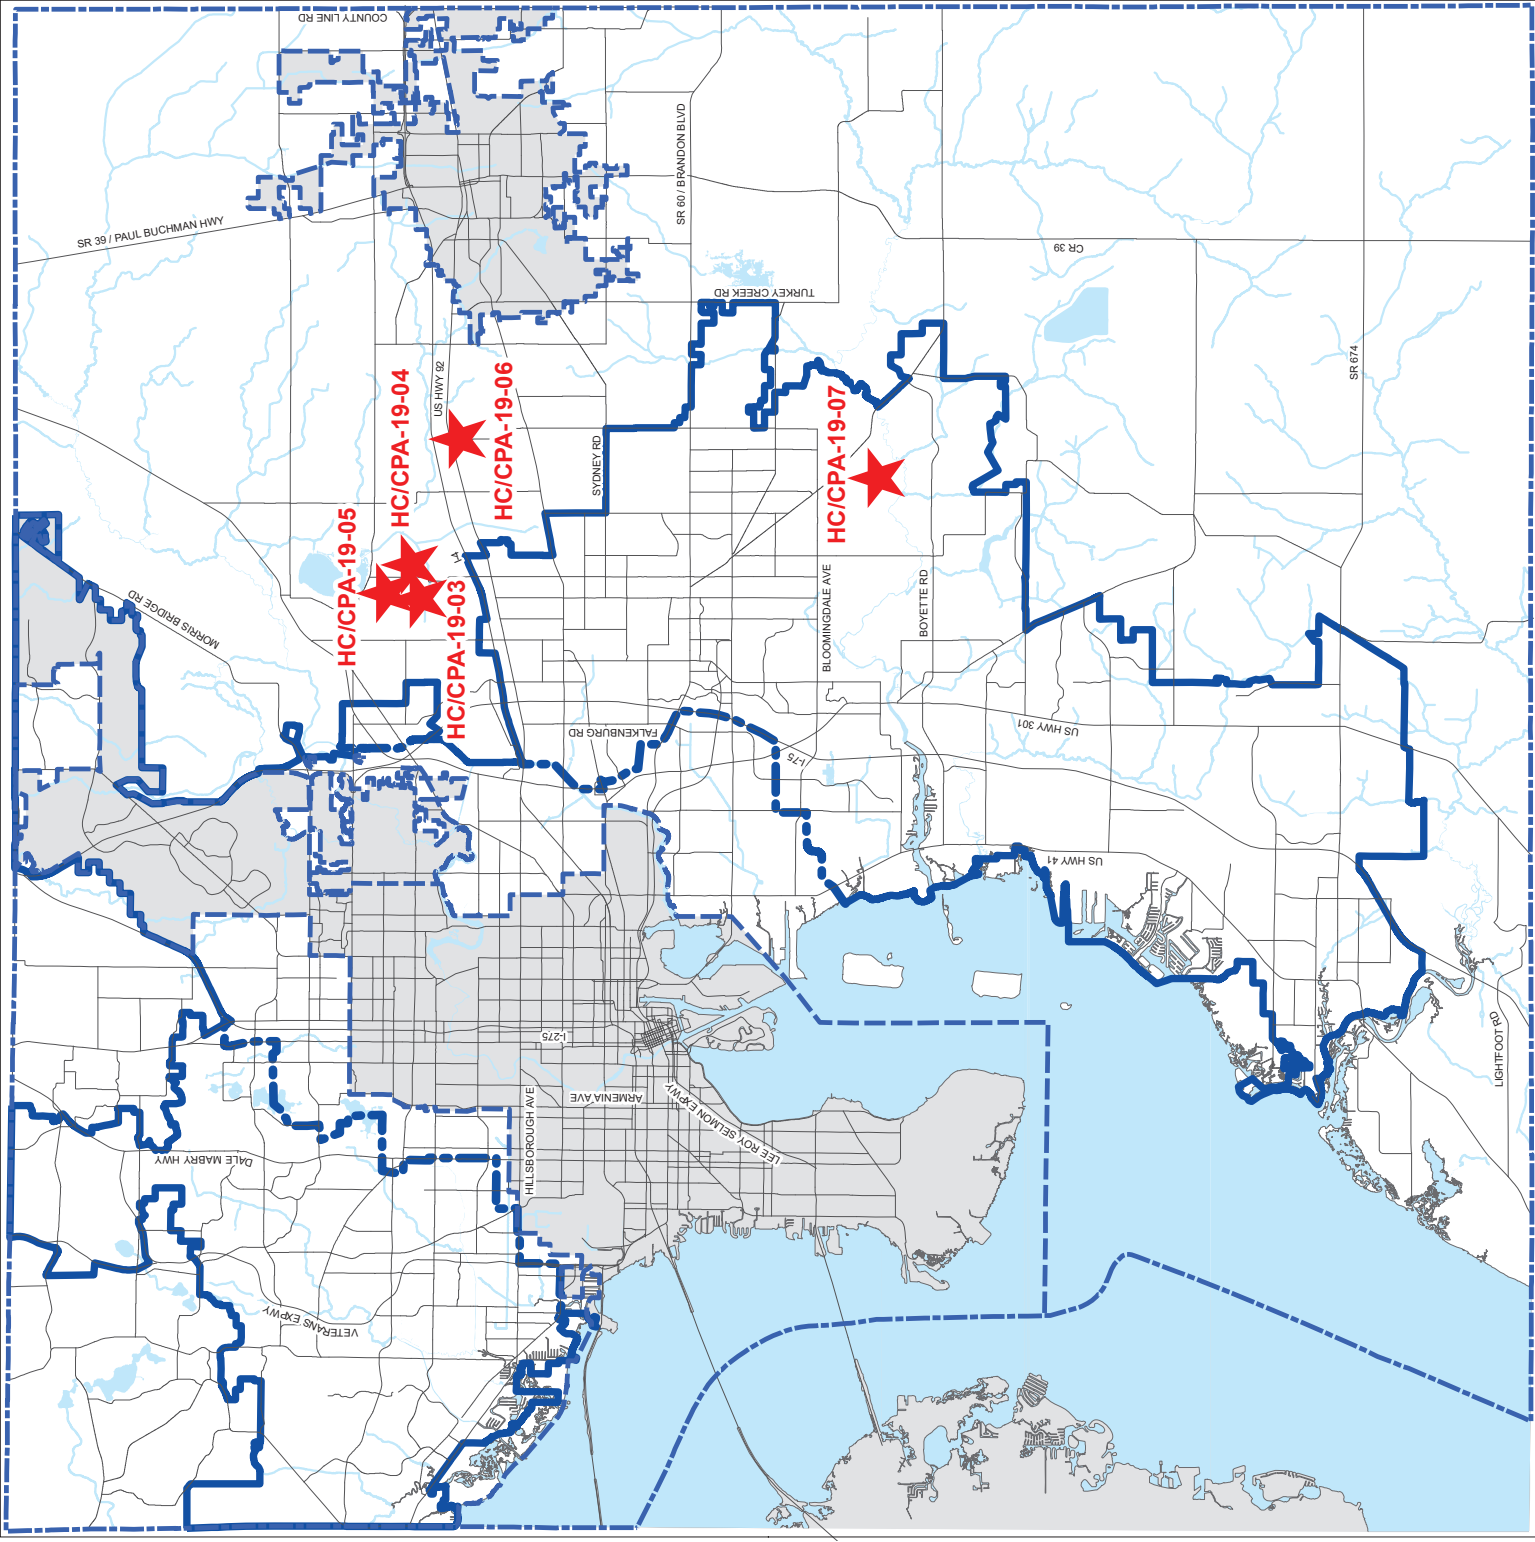 COUNTY LINE RD
SR 39 / PAUL BUCHMAN HWY
SR 60 / BRANDON BLVD
CR 39
TURKEY CREEK RD
SR 674
US HWY 92
HC/CPA-19-04
HC/CPA-19-06
HC/CPA-19-07
SYDNEY RD
HC/CPA-19-05
I-4
HC/CPA-19-03
MORRIS BRIDGE RD
BLOOMINGDALE AVE
BOYETTE RD
FALKENBURG RD
US HWY 301
I-75
US HWY 41
I-275
LIGHTFOOT RD
HILLSBOROUGH AVE
ARMENIA AVE
LEE ROY SELMON EXPWY
DALE MABRY HWY
VETERANS EXPWY